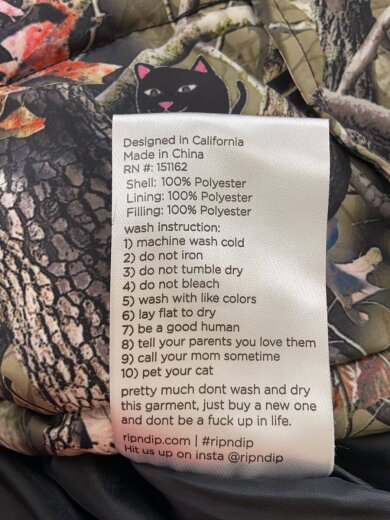 Designed in California
Made in China
RN #: 151162
Shell: 100% Polyester
Lining: 100% Polyester
Filling: 100% Polyester
wash instruction:
1) machine wash cold
2) do not iron
3) do not tumble dry
4) do not bleach
5) wash with like colors
6) lay flat to dry
7) be a good human
8) tell your parents you love them
9) call your mom sometime
10) pet your cat
pretty much dont wash and dry
this garment, just buy a new one
and dont be a fuck up in life.
ripndip.com | #ripndip
Hit us up on insta @ripndip